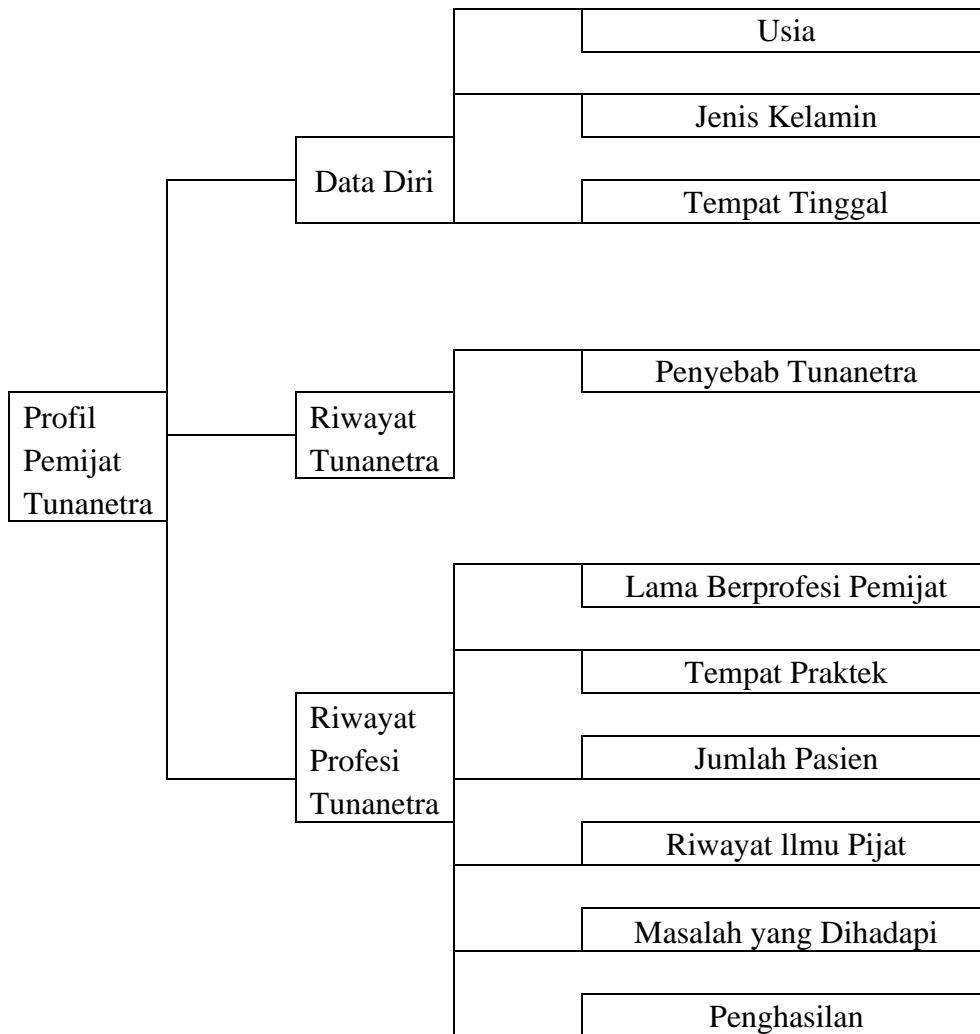 Usia
Jenis Kelamin
Data Diri
Tempat Tinggal
Penyebab Tunanetra
Profil
Pemijat
Tunanetra
Riwayat
Tunanetra
Lama Berprofesi Pemijat
Tempat Praktek
Riwayat
Profesi
Tunanetra
Jumlah Pasien
Riwayat llmu Pijat
Masalah yang Dihadapi
Penghasilan